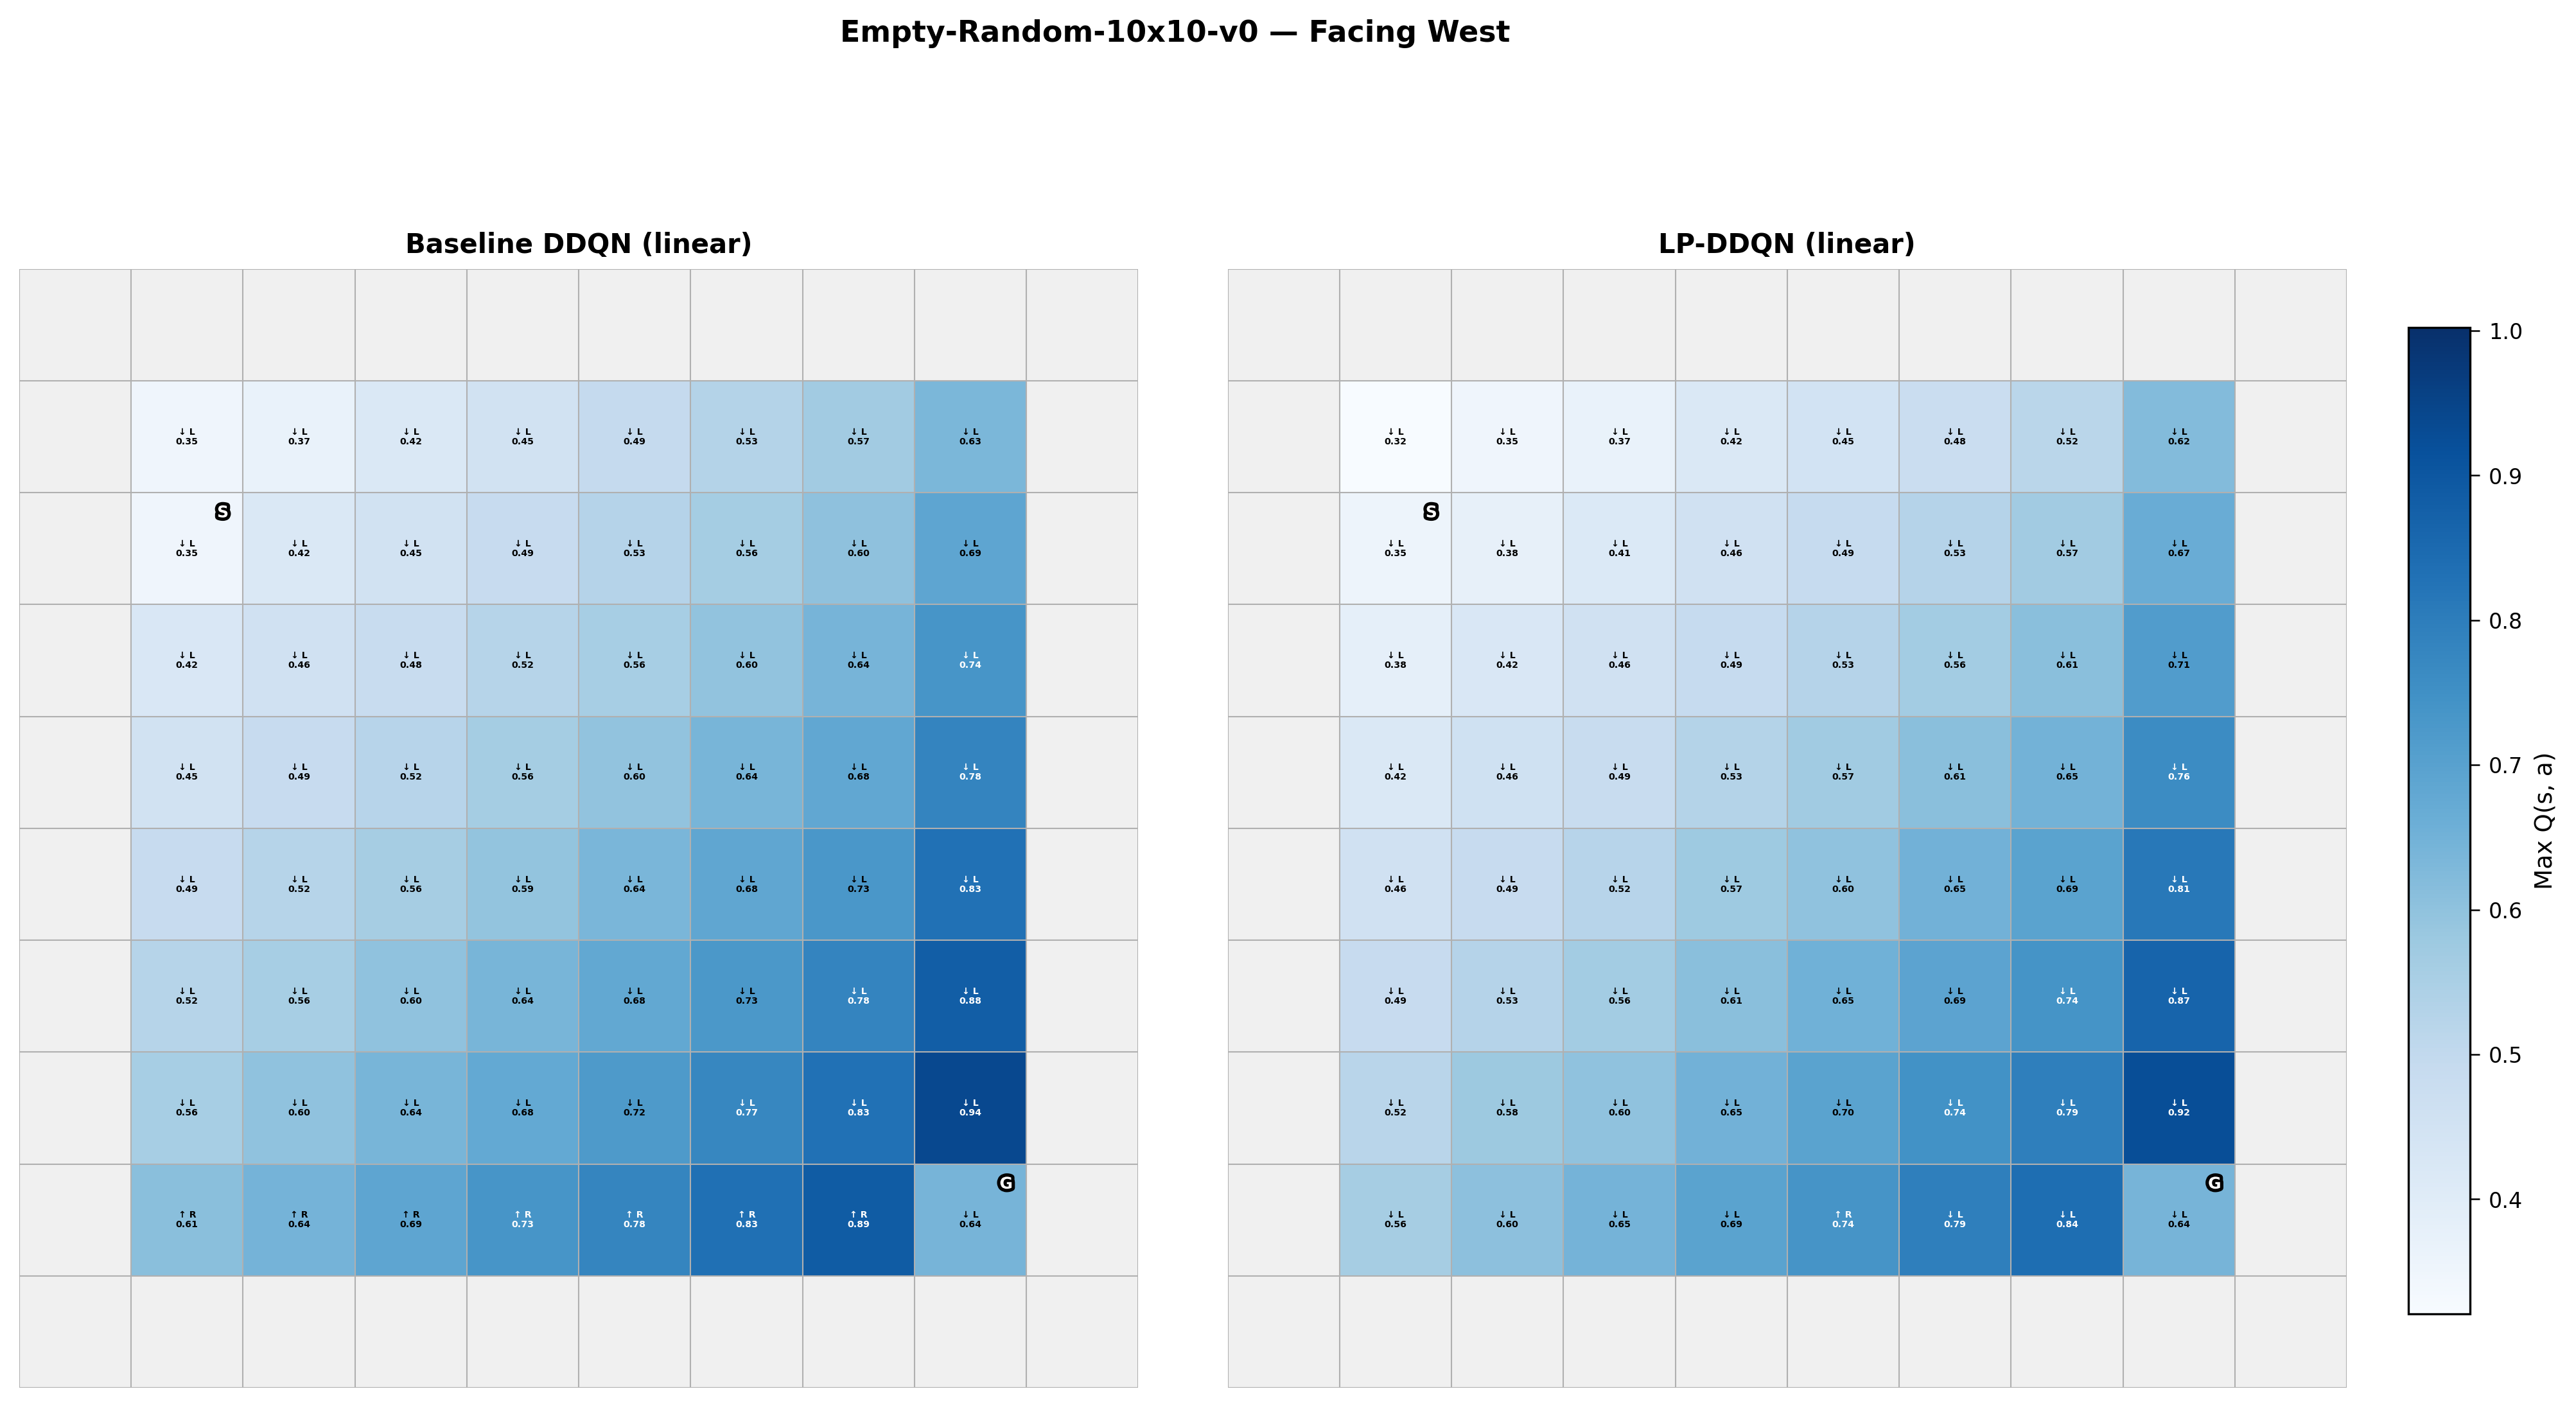 Empty-Random-10x10-v0 — Facing West
Baseline DDQN (linear)
↓ L ↓ L ↓ L ↓ L ↓ L ↓ L ↓ L ↓ L
0.35 0.37 0.42 0.45 0.49 0.53 0.57 0.63
S
↓ L ↓ L ↓ L ↓ L ↓ L ↓ L ↓ L ↓ L
0.35 0.42 0.45 0.49 0.53 0.56 0.60 0.69
↓ L ↓ L ↓ L ↓ L ↓ L ↓ L ↓ L ↓ L
0.42 0.46 0.48 0.52 0.56 0.60 0.64 0.74
↓ L ↓ L ↓ L ↓ L ↓ L ↓ L ↓ L ↓ L
0.45 0.49 0.52 0.56 0.60 0.64 0.68 0.78
↓ L ↓ L ↓ L ↓ L ↓ L ↓ L ↓ L ↓ L
0.49 0.52 0.56 0.59 0.64 0.68 0.73 0.83
↓ L ↓ L ↓ L ↓ L ↓ L ↓ L ↓ L ↓ L
0.52 0.56 0.60 0.64 0.68 0.73 0.78 0.88
↓ L ↓ L ↓ L ↓ L ↓ L ↓ L ↓ L ↓ L
0.56 0.60 0.64 0.68 0.72 0.77 0.83 0.94
G
↑ R ↑ R ↑ R ↑ R ↑ R ↑ R ↑ R ↓ L
0.61 0.64 0.69 0.73 0.78 0.83 0.89 0.64
LP-DDQN (linear)
↓ L ↓ L ↓ L ↓ L ↓ L ↓ L ↓ L ↓ L
0.32 0.35 0.37 0.42 0.45 0.48 0.52 0.62
S
↓ L ↓ L ↓ L ↓ L ↓ L ↓ L ↓ L ↓ L
0.35 0.38 0.41 0.46 0.49 0.53 0.57 0.67
↓ L ↓ L ↓ L ↓ L ↓ L ↓ L ↓ L ↓ L
0.38 0.42 0.46 0.49 0.53 0.56 0.61 0.71
↓ L ↓ L ↓ L ↓ L ↓ L ↓ L ↓ L ↓ L
0.42 0.46 0.49 0.53 0.57 0.61 0.65 0.76
↓ L ↓ L ↓ L ↓ L ↓ L ↓ L ↓ L ↓ L
0.46 0.49 0.52 0.57 0.60 0.65 0.69 0.81
↓ L ↓ L ↓ L ↓ L ↓ L ↓ L ↓ L ↓ L
0.49 0.53 0.56 0.61 0.65 0.69 0.74 0.87
↓ L ↓ L ↓ L ↓ L ↓ L ↓ L ↓ L ↓ L
0.52 0.58 0.60 0.65 0.70 0.74 0.79 0.92
G
↓ L ↓ L ↓ L ↓ L ↑ R ↓ L ↓ L ↓ L
0.56 0.60 0.65 0.69 0.74 0.79 0.84 0.64
1.0
0.9
0.8
0.7
0.6
0.5
0.4
Max Q(s, a)